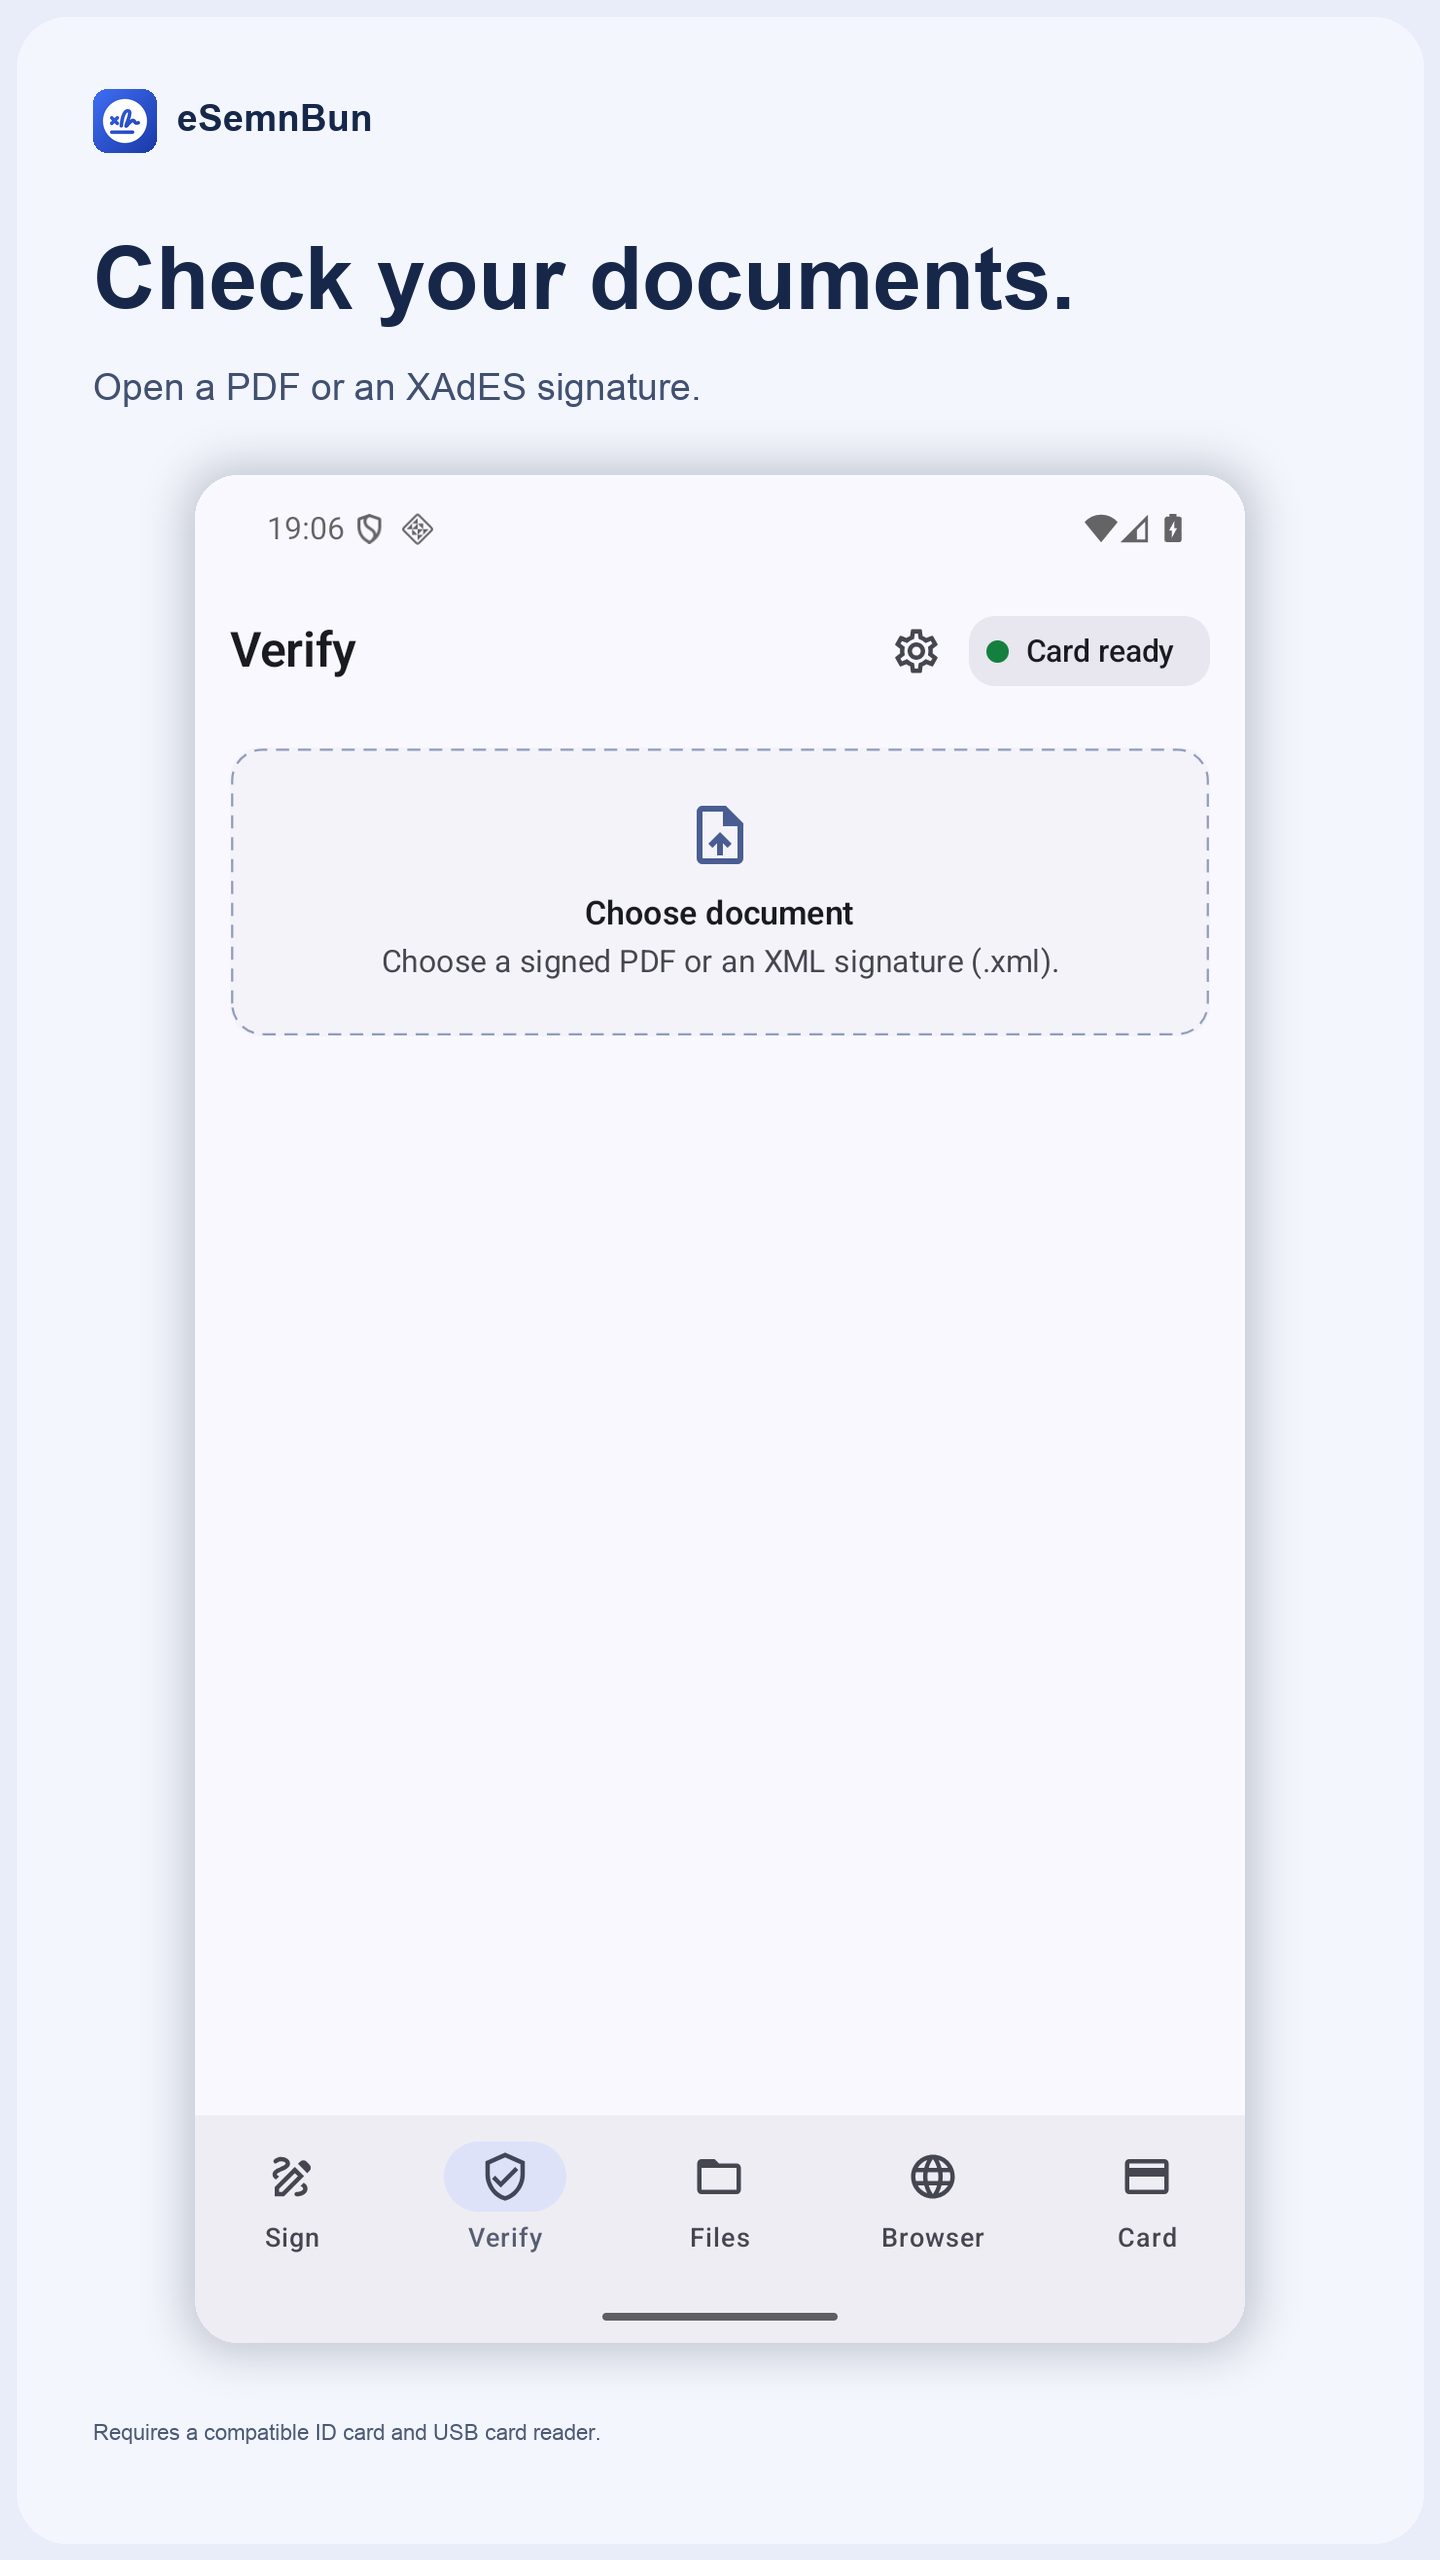 eSemnBun
Check your documents.
Open a PDF or an XAdES signature.
19:06
Verify
Card ready
Choose document
Choose a signed PDF or an XML signature (.xml).
Sign
Verify
Files
Browser
Card
Requires a compatible ID card and USB card reader.